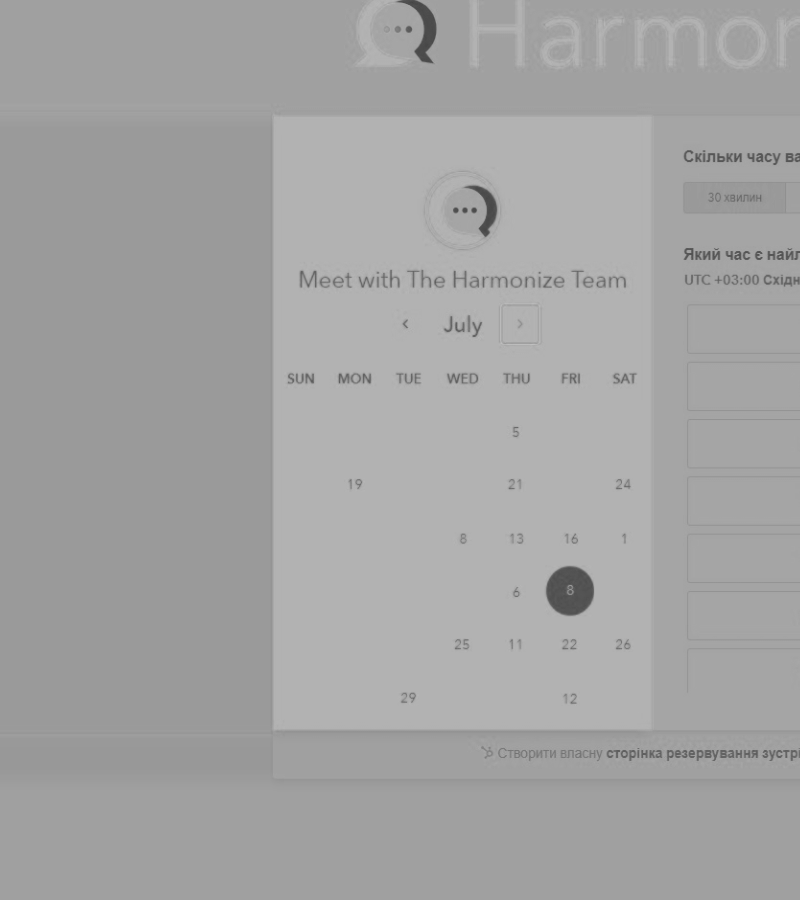 Harmon
Meet with The Harmonize Team
July
SUN MON TUE WED THU FRI SAT
5
19 21 24
8 13 16 1
6 8
25 11 22 26
29 12
Скільки часу ва
30 хвилин
Який час є найл
UTC +03:00 Східн
Створити власну сторінка резервування зустрі